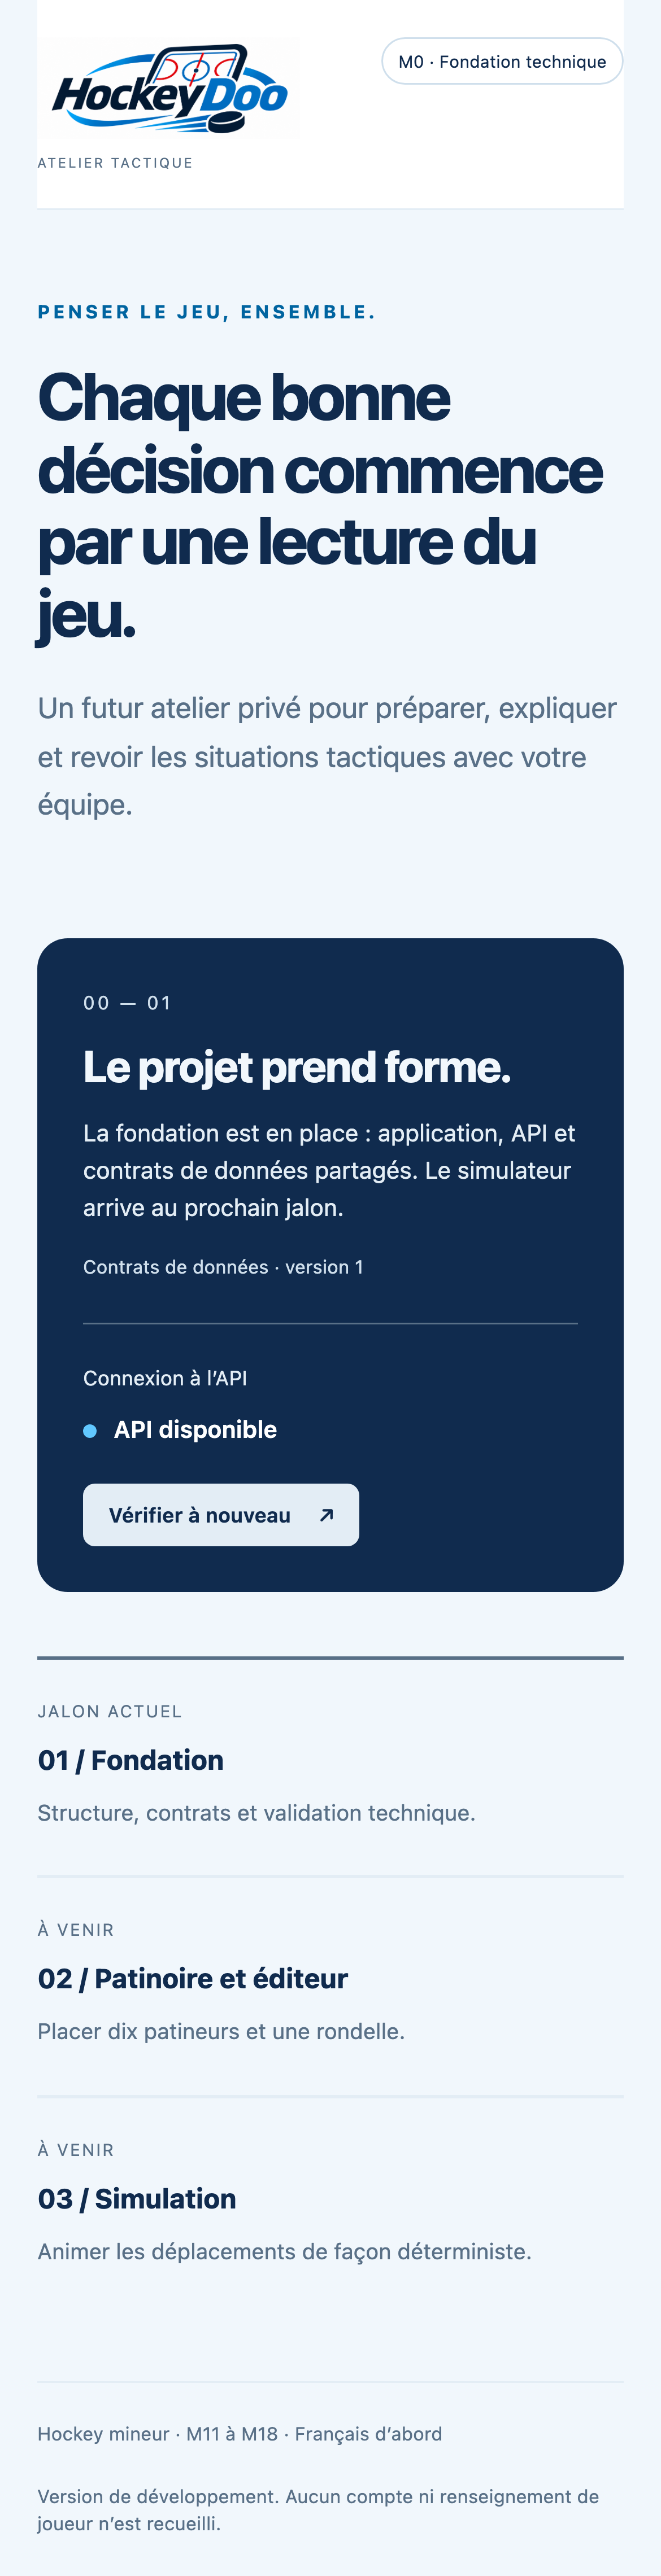 HockeyDoo
M0 · Fondation technique
ATELIER TACTIQUE
PENSER LE JEU, ENSEMBLE.
Chaque bonne
décision commence
par une lecture du
jeu.
Un futur atelier privé pour préparer, expliquer
et revoir les situations tactiques avec votre
équipe.
00 — 01
Le projet prend forme.
La fondation est en place : application, API et
contrats de données partagés. Le simulateur
arrive au prochain jalon.
Contrats de données · version 1
Connexion à l’API
API disponible
Vérifier à nouveau ↗
JALON ACTUEL
01 / Fondation
Structure, contrats et validation technique.
À VENIR
02 / Patinoire et éditeur
Placer dix patineurs et une rondelle.
À VENIR
03 / Simulation
Animer les déplacements de façon déterministe.
Hockey mineur · M11 à M18 · Français d’abord
Version de développement. Aucun compte ni renseignement de
joueur n’est recueilli.